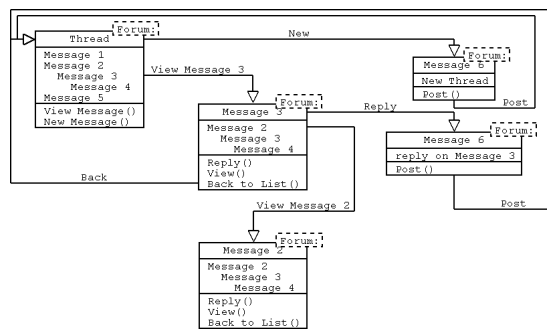 Forum:
Thread
Message 1
Message 2
Message 3
Message 4
Message 5
View Message()
New Message()
New
View Message 3
Forum:
Message 6
New Thread
Post()
Post
Forum:
Message 3
Message 2
Message 3
Message 4
Reply()
View()
Back to List()
Reply
Forum:
Message 6
reply on Message 3
Post()
Post
Back
View Message 2
Forum:
Message 2
Message 2
Message 3
Message 4
Reply()
View()
Back to List()